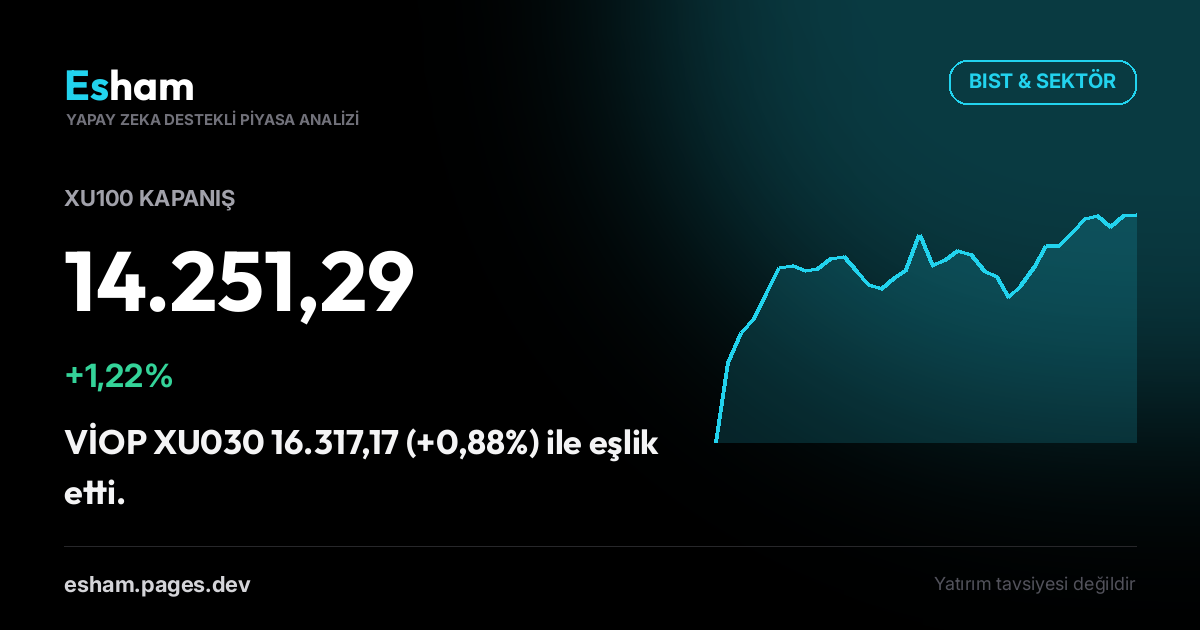 Esham
BIST & SEKTÖR
YAPAY ZEKA DESTEKLİ PİYASA ANALİZİ
XU100 KAPANIŞ
14.251,29
+1,22%
VİOP XU030 16.317,17 (+0,88%) ile eşlik
etti.
esham.pages.dev
Yatırım tavsiyesi değildir